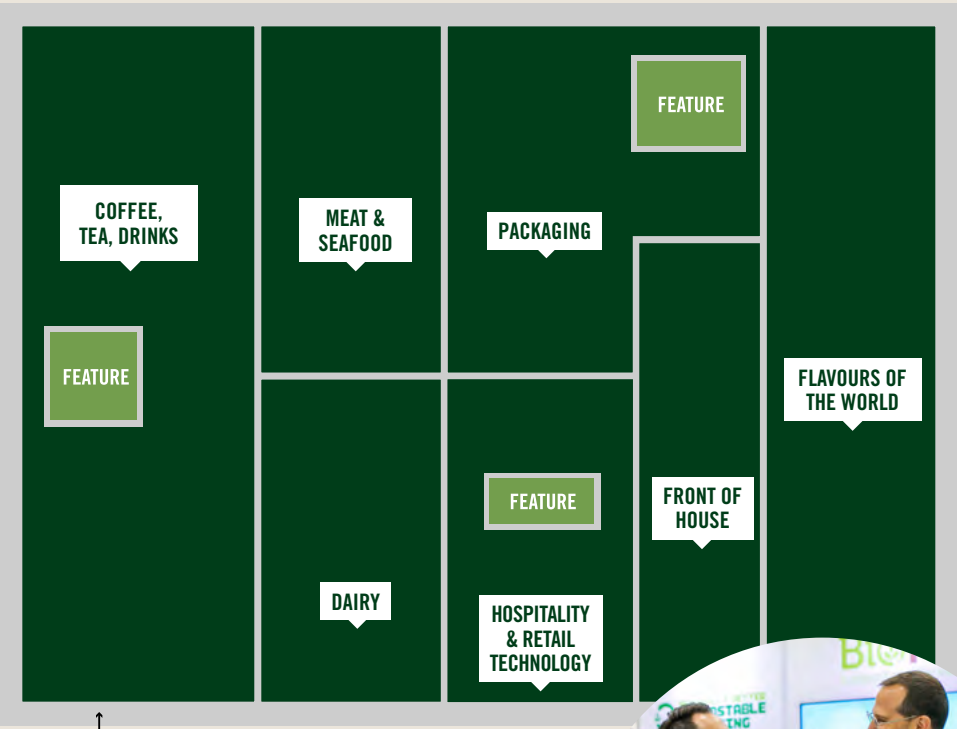 FEATURE
COFFEE,
TEA, DRINKS
MEAT &
SEAFOOD
PACKAGING
FEATURE
FLAVOURS OF
THE WORLD
FRONT OF
HOUSE
FEATURE
DAIRY
HOSPITALITY
& RETAIL
TECHNOLOGY